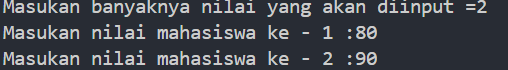 Masukan banyaknya nilai yang akan diinput =2
Masukan nilai mahasiswa ke - 1 :80
Masukan nilai mahasiswa ke - 2 :90